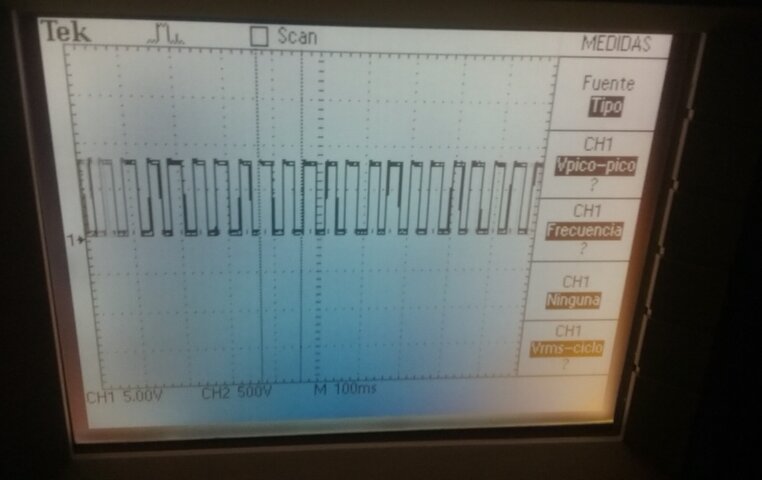 Tek Scan MEDIDAS
Fuente
Tipo
CH1
Vpico-pico
?
CH1
Frecuencia
?
CH1
Ninguna
CH1
Vrms-ciclo
?
1
CH1 5.00V CH2 500V M 100ms